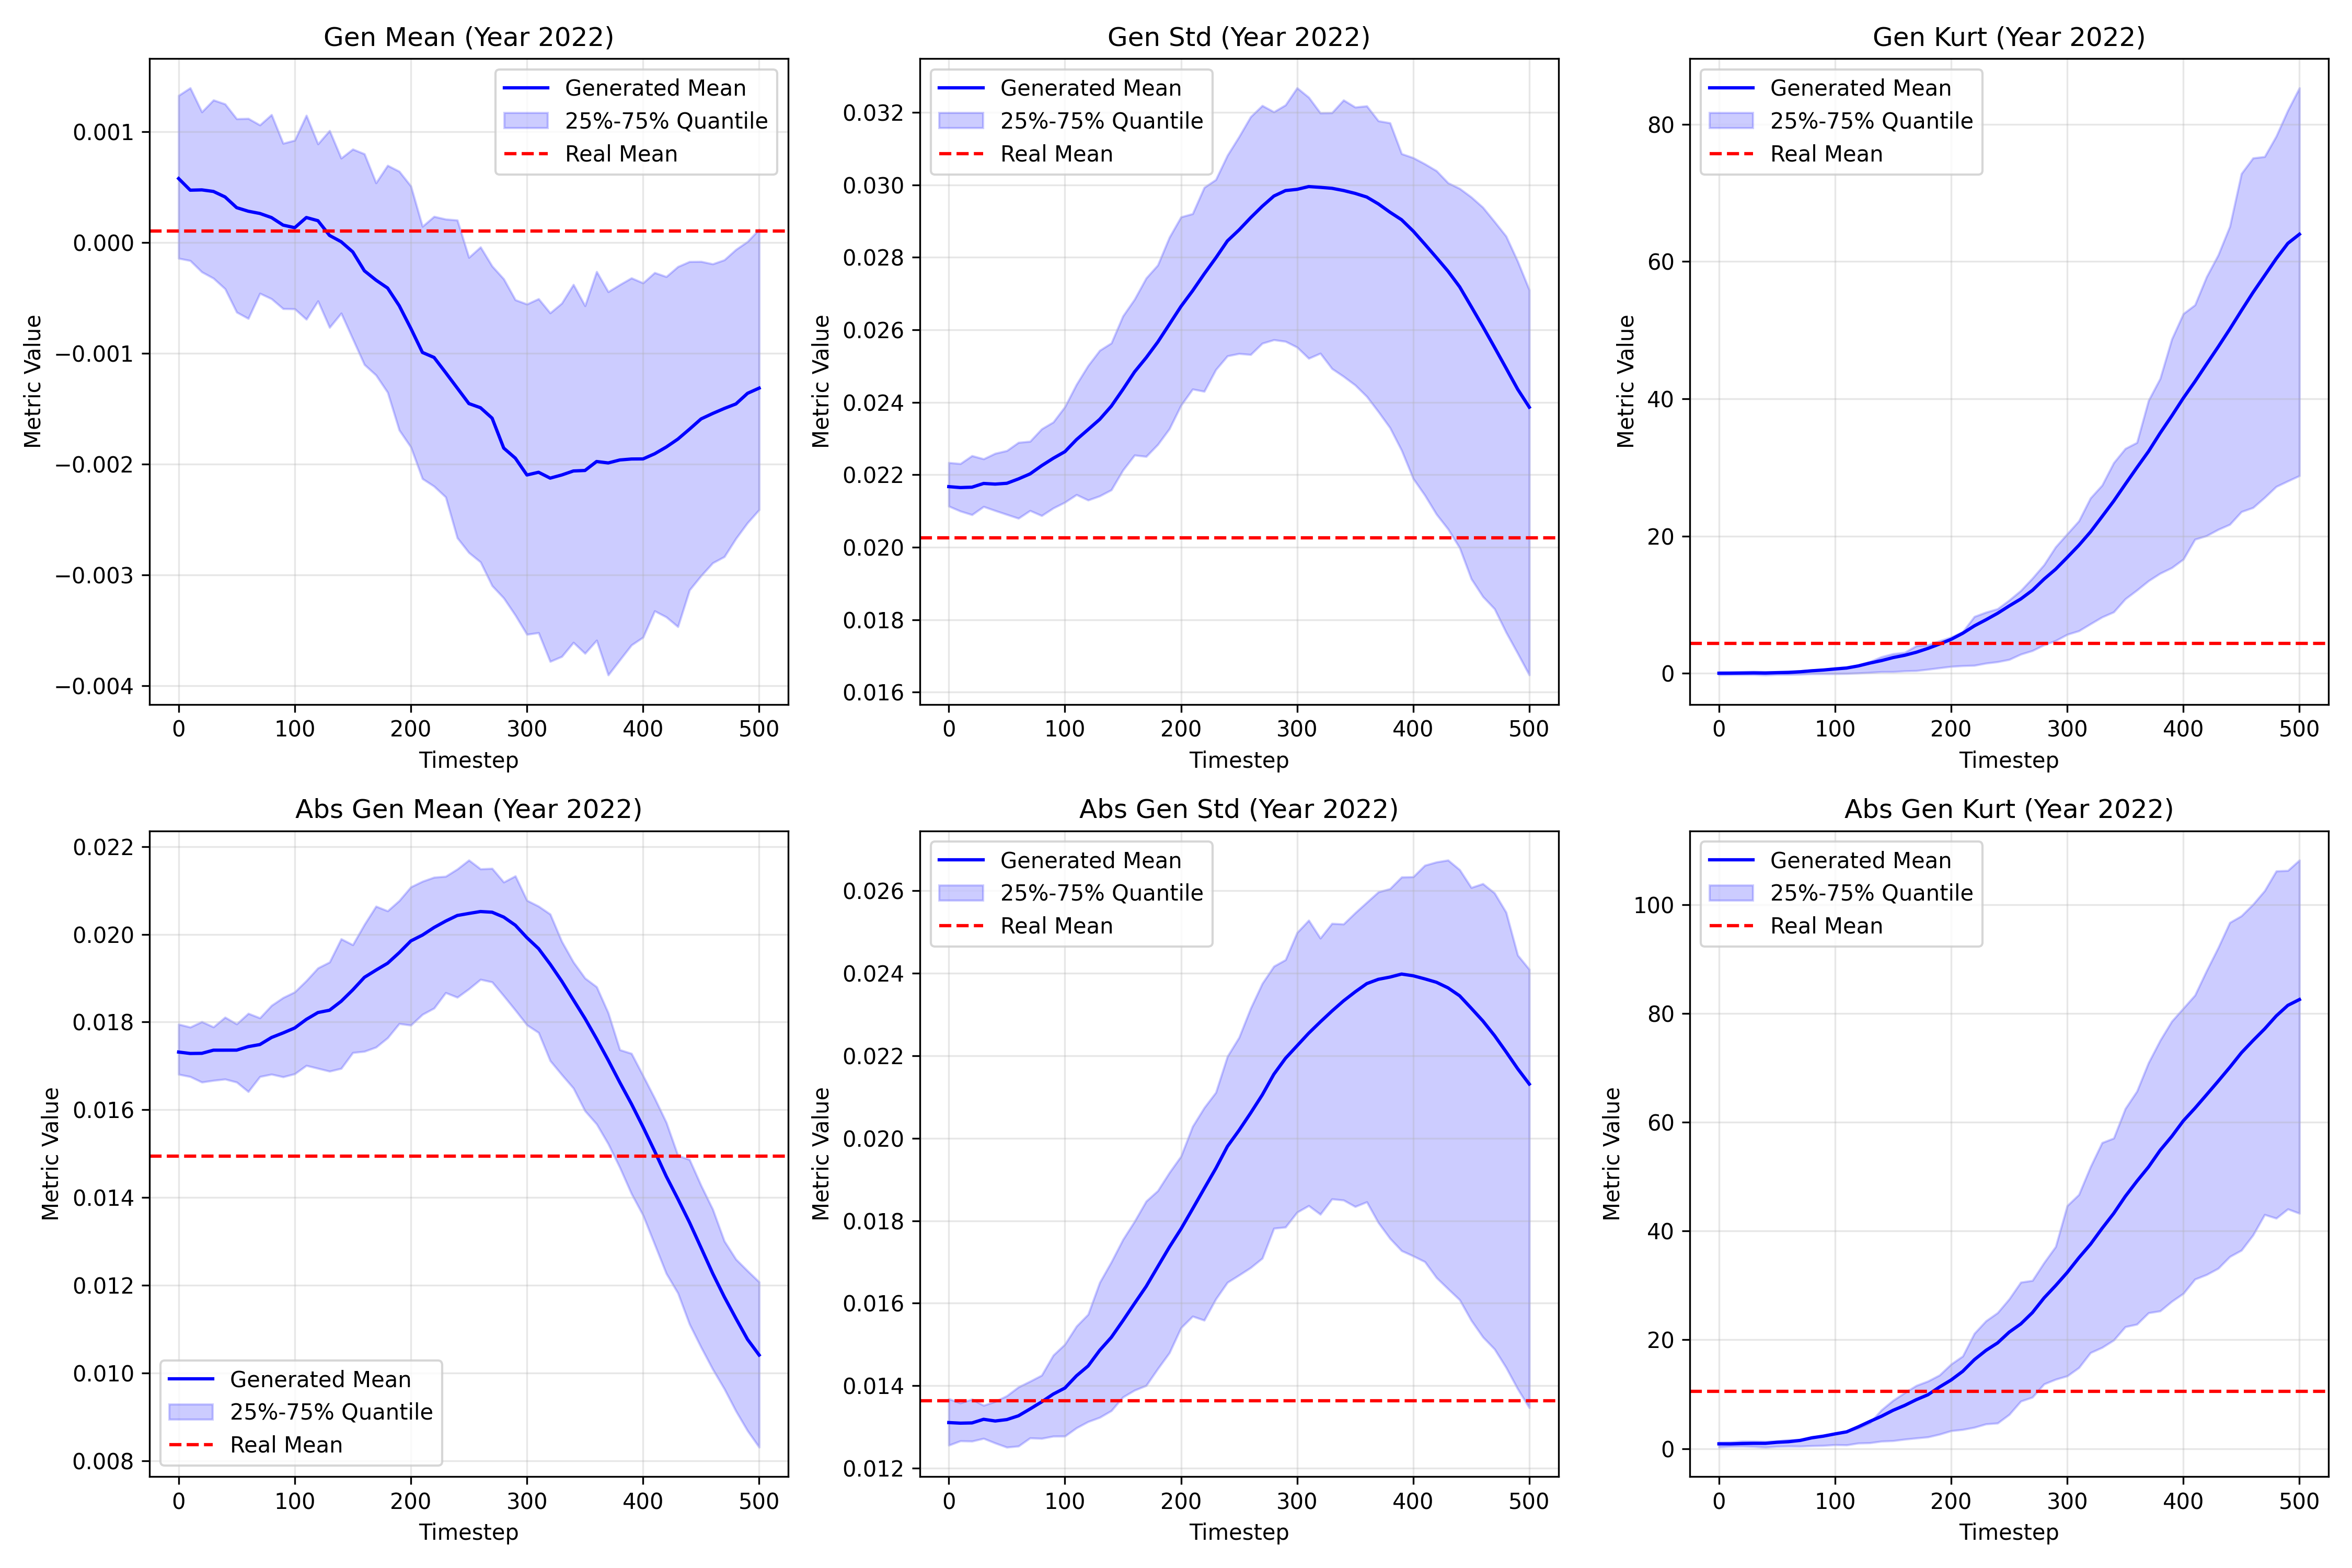 Gen Mean (Year 2022)
Generated Mean
25%-75% Quantile
Real Mean
Metric Value
0.001
0.000
−0.001
−0.002
−0.003
−0.004
0
100
200
300
400
500
Timestep
Gen Std (Year 2022)
Generated Mean
25%-75% Quantile
Real Mean
Metric Value
0.032
0.030
0.028
0.026
0.024
0.022
0.020
0.018
0.016
0
100
200
300
400
500
Timestep
Gen Kurt (Year 2022)
Generated Mean
25%-75% Quantile
Real Mean
Metric Value
80
60
40
20
0
0
100
200
300
400
500
Timestep
Abs Gen Mean (Year 2022)
Metric Value
0.022
0.020
0.018
0.016
0.014
0.012
0.010
0.008
Generated Mean
25%-75% Quantile
Real Mean
0
100
200
300
400
500
Timestep
Abs Gen Std (Year 2022)
Generated Mean
25%-75% Quantile
Real Mean
Metric Value
0.026
0.024
0.022
0.020
0.018
0.016
0.014
0.012
0
100
200
300
400
500
Timestep
Abs Gen Kurt (Year 2022)
Generated Mean
25%-75% Quantile
Real Mean
Metric Value
100
80
60
40
20
0
0
100
200
300
400
500
Timestep